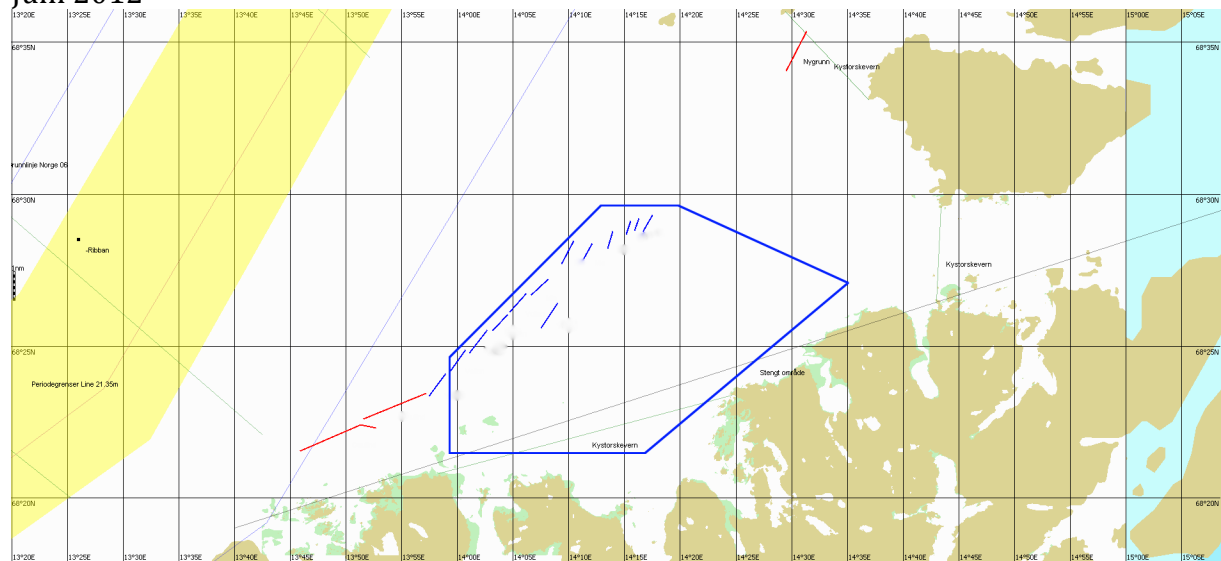 juni 2012
13°20E 13°25E 13°30E 13°35E 13°40E 13°45E 13°50E 13°55E 14°00E 14°05E 14°10E 14°15E 14°20E 14°25E 14°30E 14°35E 14°40E 14°45E 14°50E 14°55E 15°00E 15°05E
68°35N
68°35N
Nygrunn
Kystorskevern
runnlinje Norge 06
68°30N
68°30N
-Ribban
Kystorskevern
nm
68°25N
68°25N
Stengt område
Periodegrenser Line 21.35m
Kystorskevern
68°20N
68°20N
13°20E 13°25E 13°30E 13°35E 13°40E 13°45E 13°50E 13°55E 14°00E 14°05E 14°10E 14°15E 14°20E 14°25E 14°30E 14°35E 14°40E 14°45E 14°50E 14°55E 15°00E 15°05E